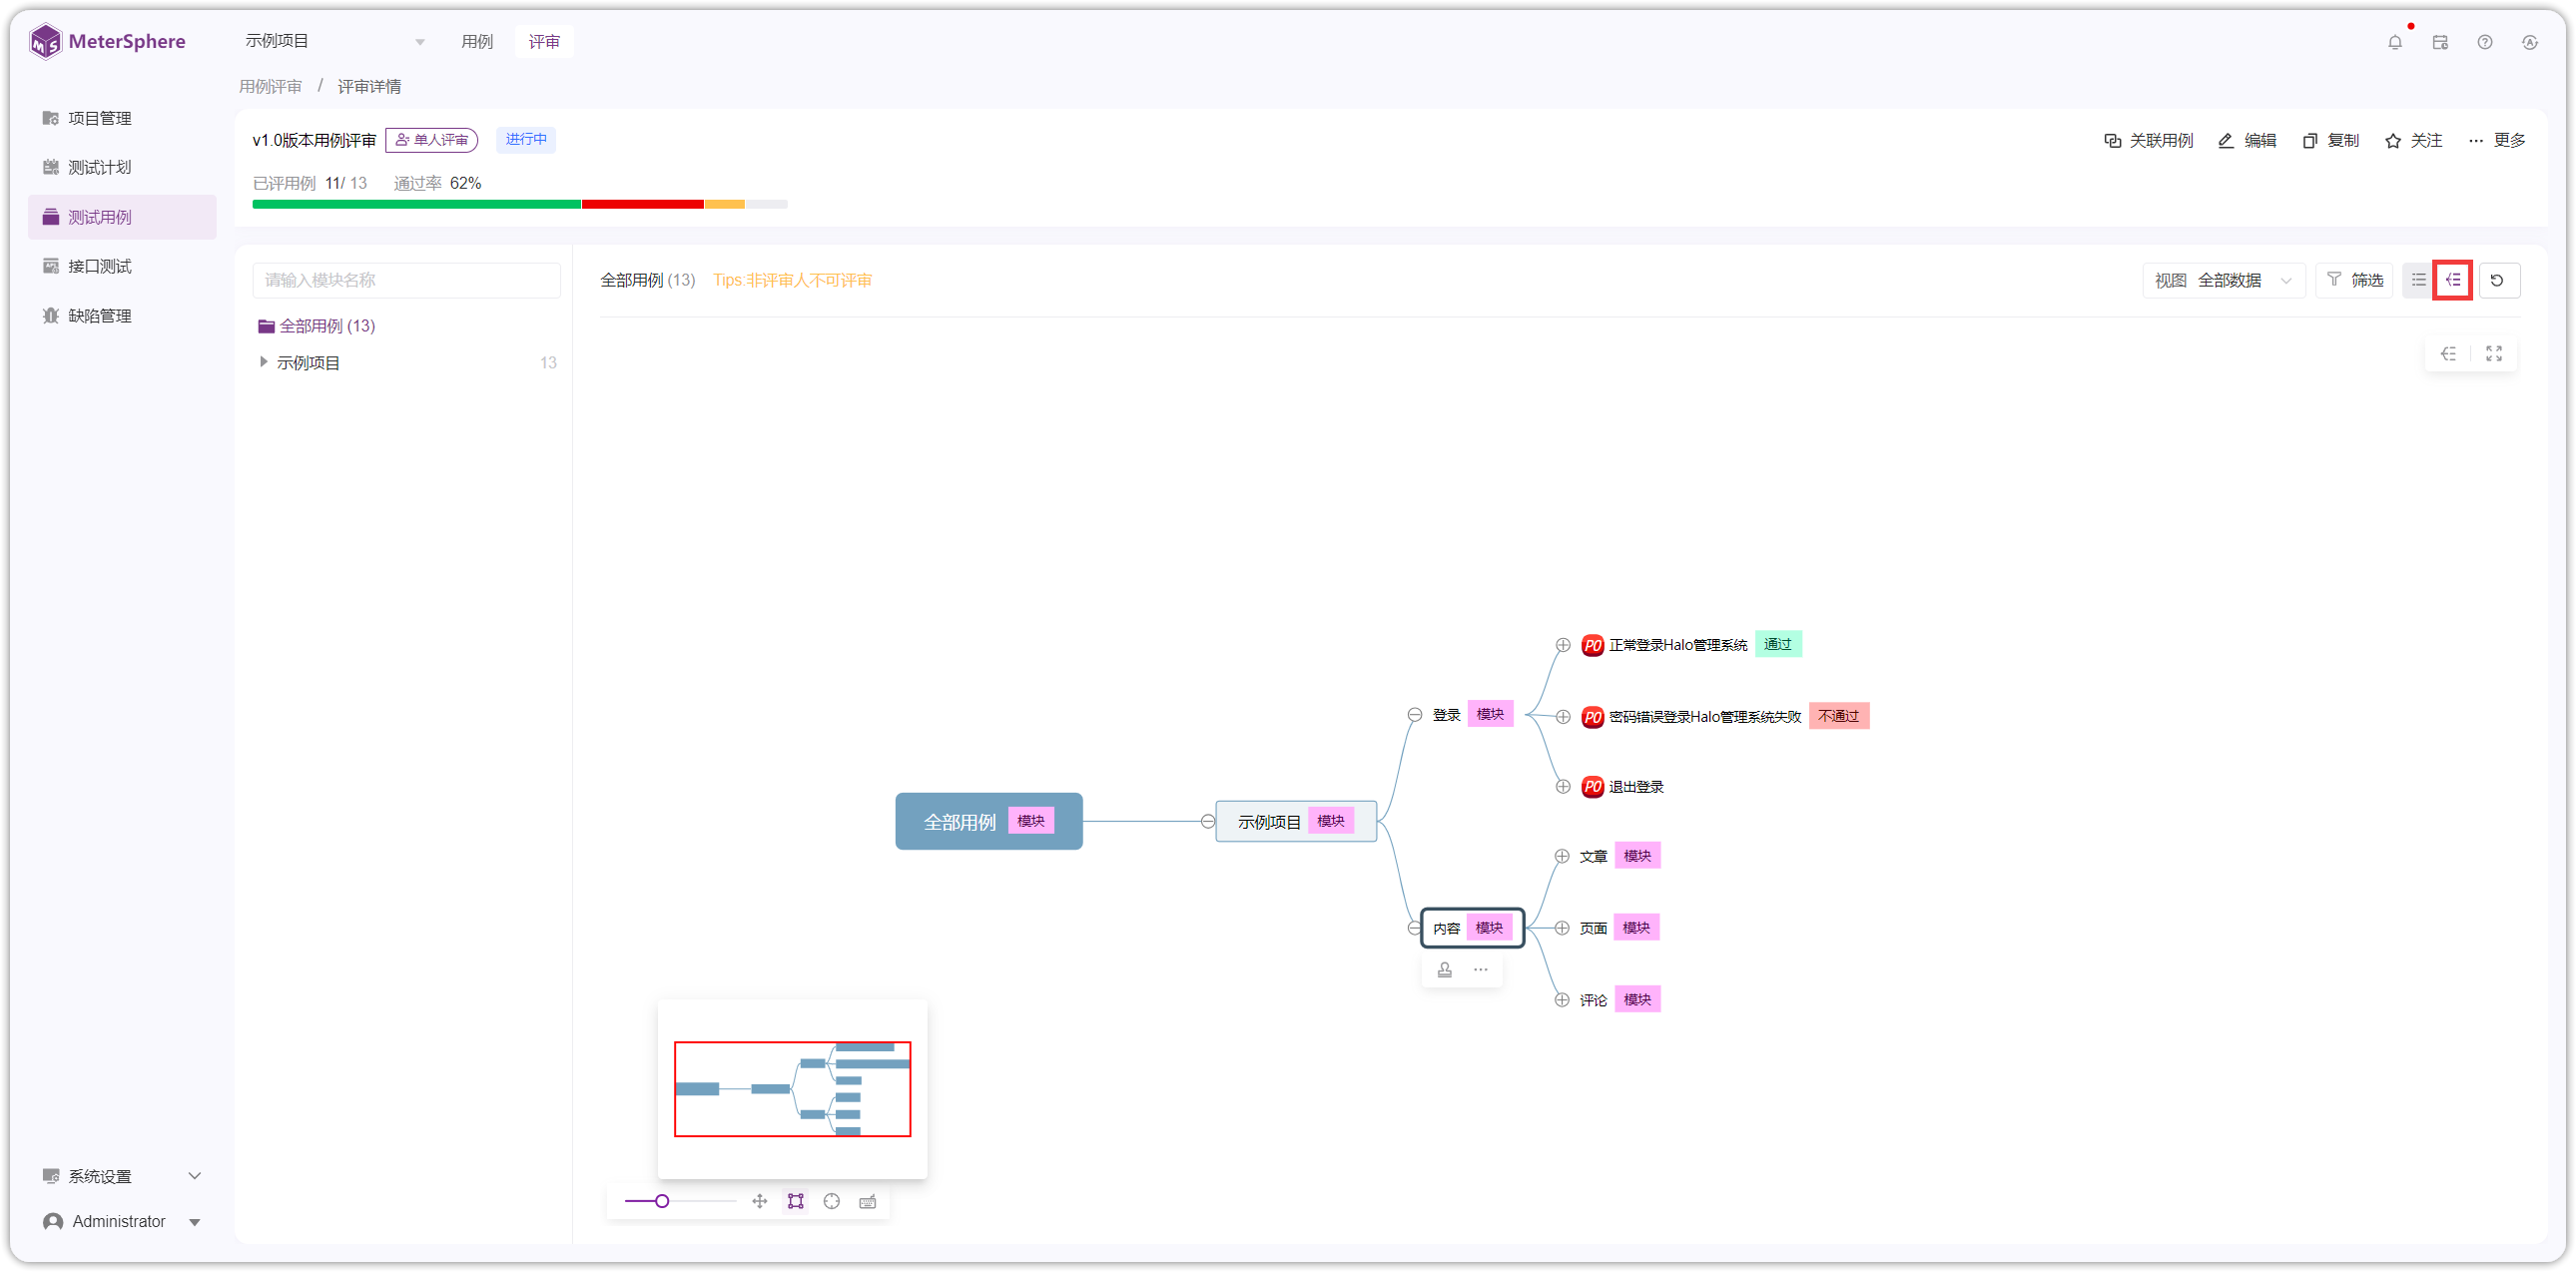 MeterSphere
示例项目
用例
评审
用例评审 / 评审详情
项目管理
测试计划
测试用例
接口测试
缺陷管理
v1.0版本用例评审 单人评审 进行中
关联用例 编辑 复制 关注 更多
已评用例 11/ 13 通过率 62%
请输入模块名称
全部用例 (13)
示例项目 13
全部用例 (13) Tips:非评审人不可评审
视图 全部数据 筛选
P0 正常登录Halo管理系统 通过
登录 模块
P0 密码错误登录Halo管理系统失败 不通过
P0 退出登录
全部用例 模块
示例项目 模块
文章 模块
内容 模块
页面 模块
评论 模块
系统设置
Administrator